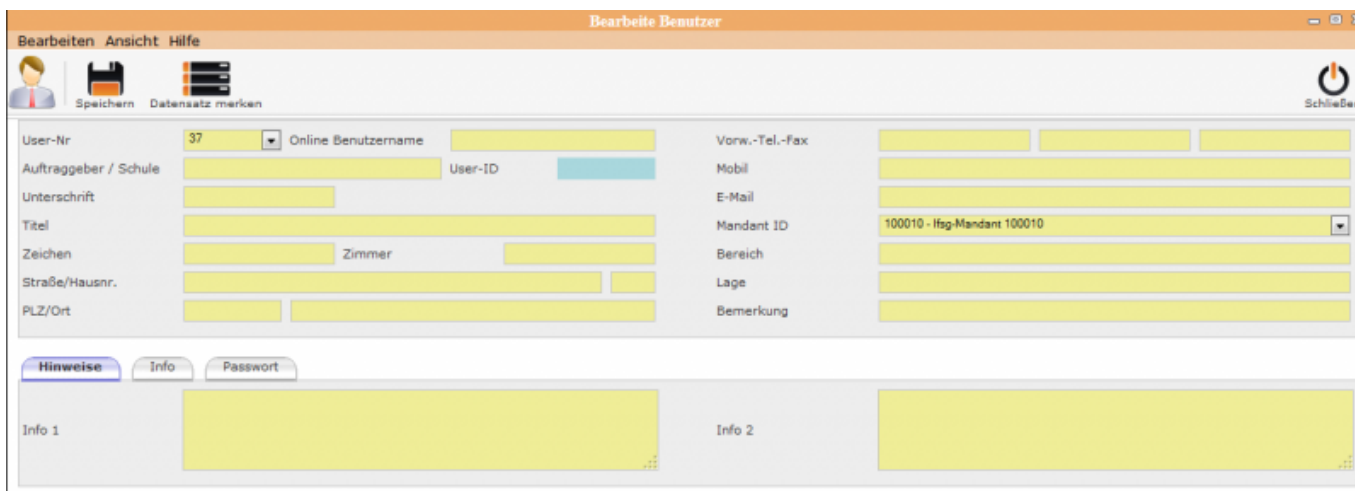 Bearbeite Benutzer
Bearbeiten Ansicht Hilfe
Speichern Datensatz merken
User-Nr 37 Online Benutzername Vorw.-Tel.-Fax
Auftraggeber / Schule User-ID Mobil
Unterschrift E-Mail
Titel Mandant ID 100010 - Ifsg-Mandant 100010
Zeichen Zimmer Bereich
Straße/Hausnr. Lage
PLZ/Ort Bemerkung
Hinweise Info Passwort
Info 1 Info 2